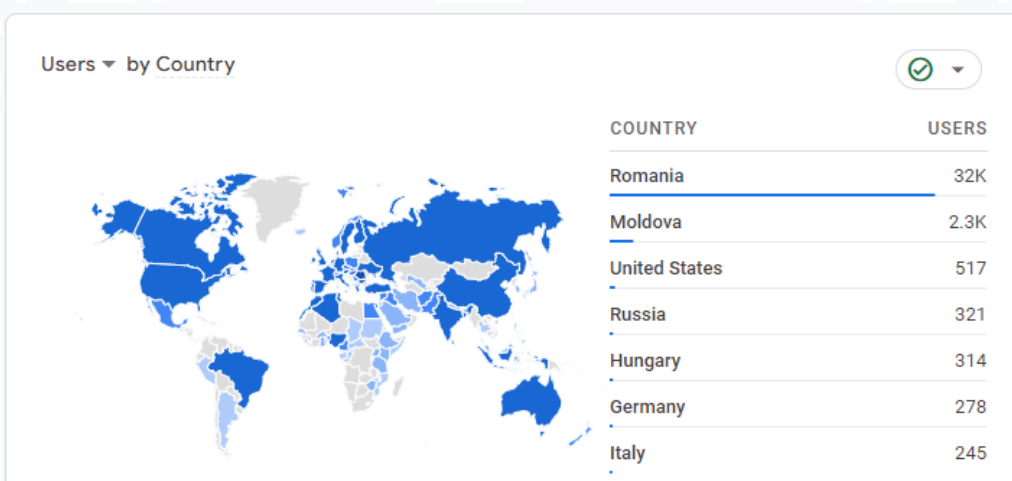 Users by Country
COUNTRY USERS
Romania 32K
Moldova 2.3K
United States 517
Russia 321
Hungary 314
Germany 278
Italy 245